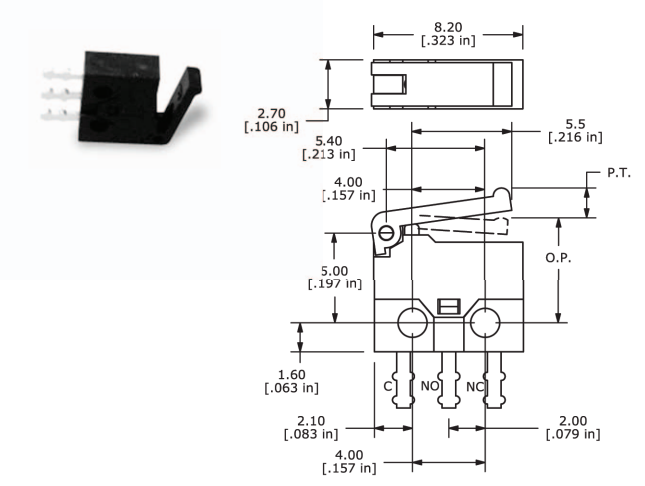 8.20
[.323 in]
2.70
[.106 in]
5.5
[.216 in]
5.40
[.213 in]
P.T.
4.00
[.157 in]
O.P.
5.00
[.197 in]
C
NO
NC
1.60
[.063 in]
2.10
[.083 in]
2.00
[.079 in]
4.00
[.157 in]